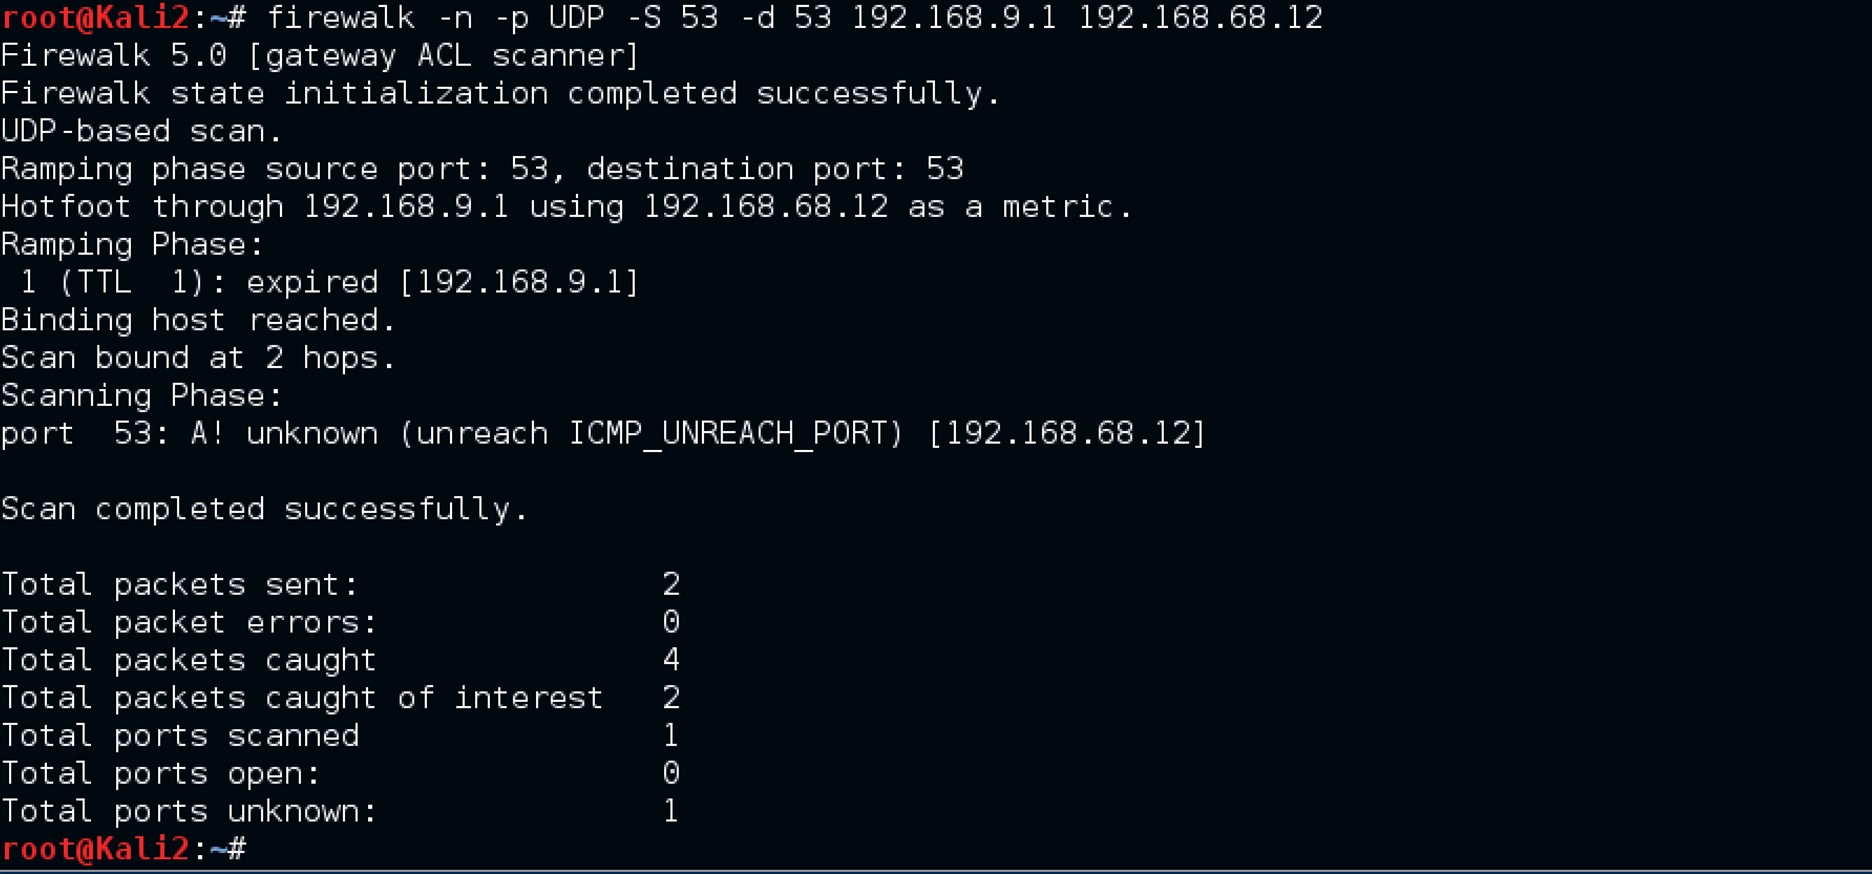 root@Kali2:~# firewalk -n -p UDP -S 53 -d 53 192.168.9.1 192.168.68.12
Firewalk 5.0 [gateway ACL scanner]
Firewalk state initialization completed successfully.
UDP-based scan.
Ramping phase source port: 53, destination port: 53
Hotfoot through 192.168.9.1 using 192.168.68.12 as a metric.
Ramping Phase:
 1 (TTL  1): expired [192.168.9.1]
Binding host reached.
Scan bound at 2 hops.
Scanning Phase:
port  53: A! unknown (unreach ICMP_UNREACH_PORT) [192.168.68.12]
Scan completed successfully.
Total packets sent:                2
Total packet errors:               0
Total packets caught               4
Total packets caught of interest   2
Total ports scanned                1
Total ports open:                  0
Total ports unknown:               1
root@Kali2:~#